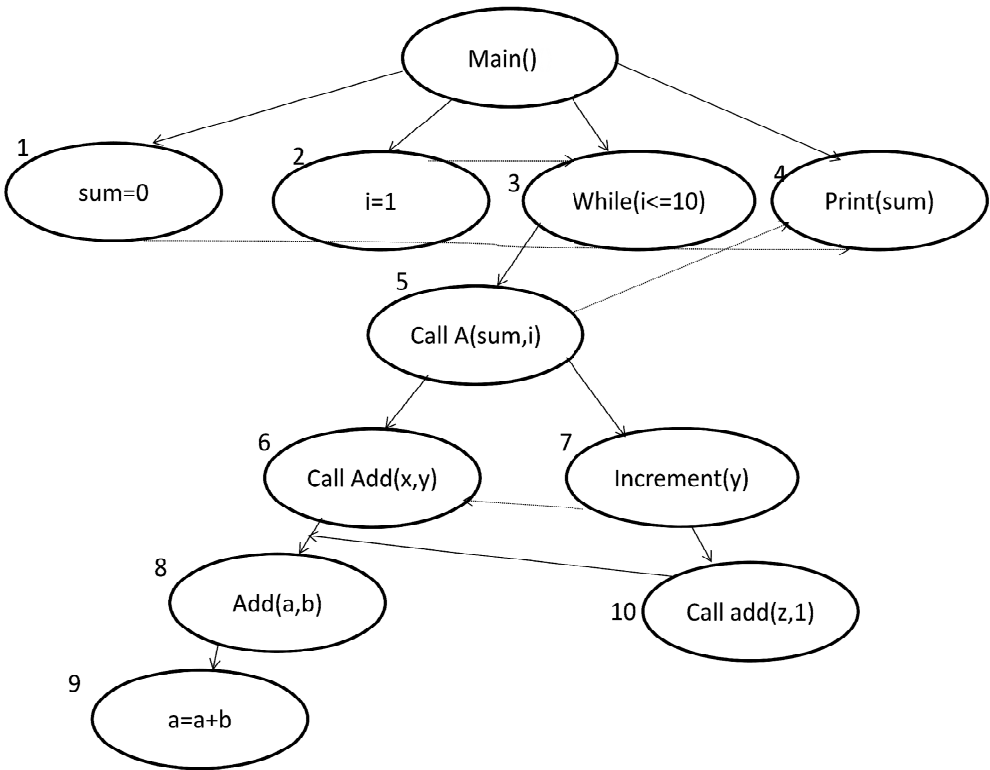 Main()
1
sum=0
2
i=1
3
While(i<=10)
4
Print(sum)
5
Call A(sum,i)
6
Call Add(x,y)
7
Increment(y)
8
Add(a,b)
10
Call add(z,1)
9
a=a+b